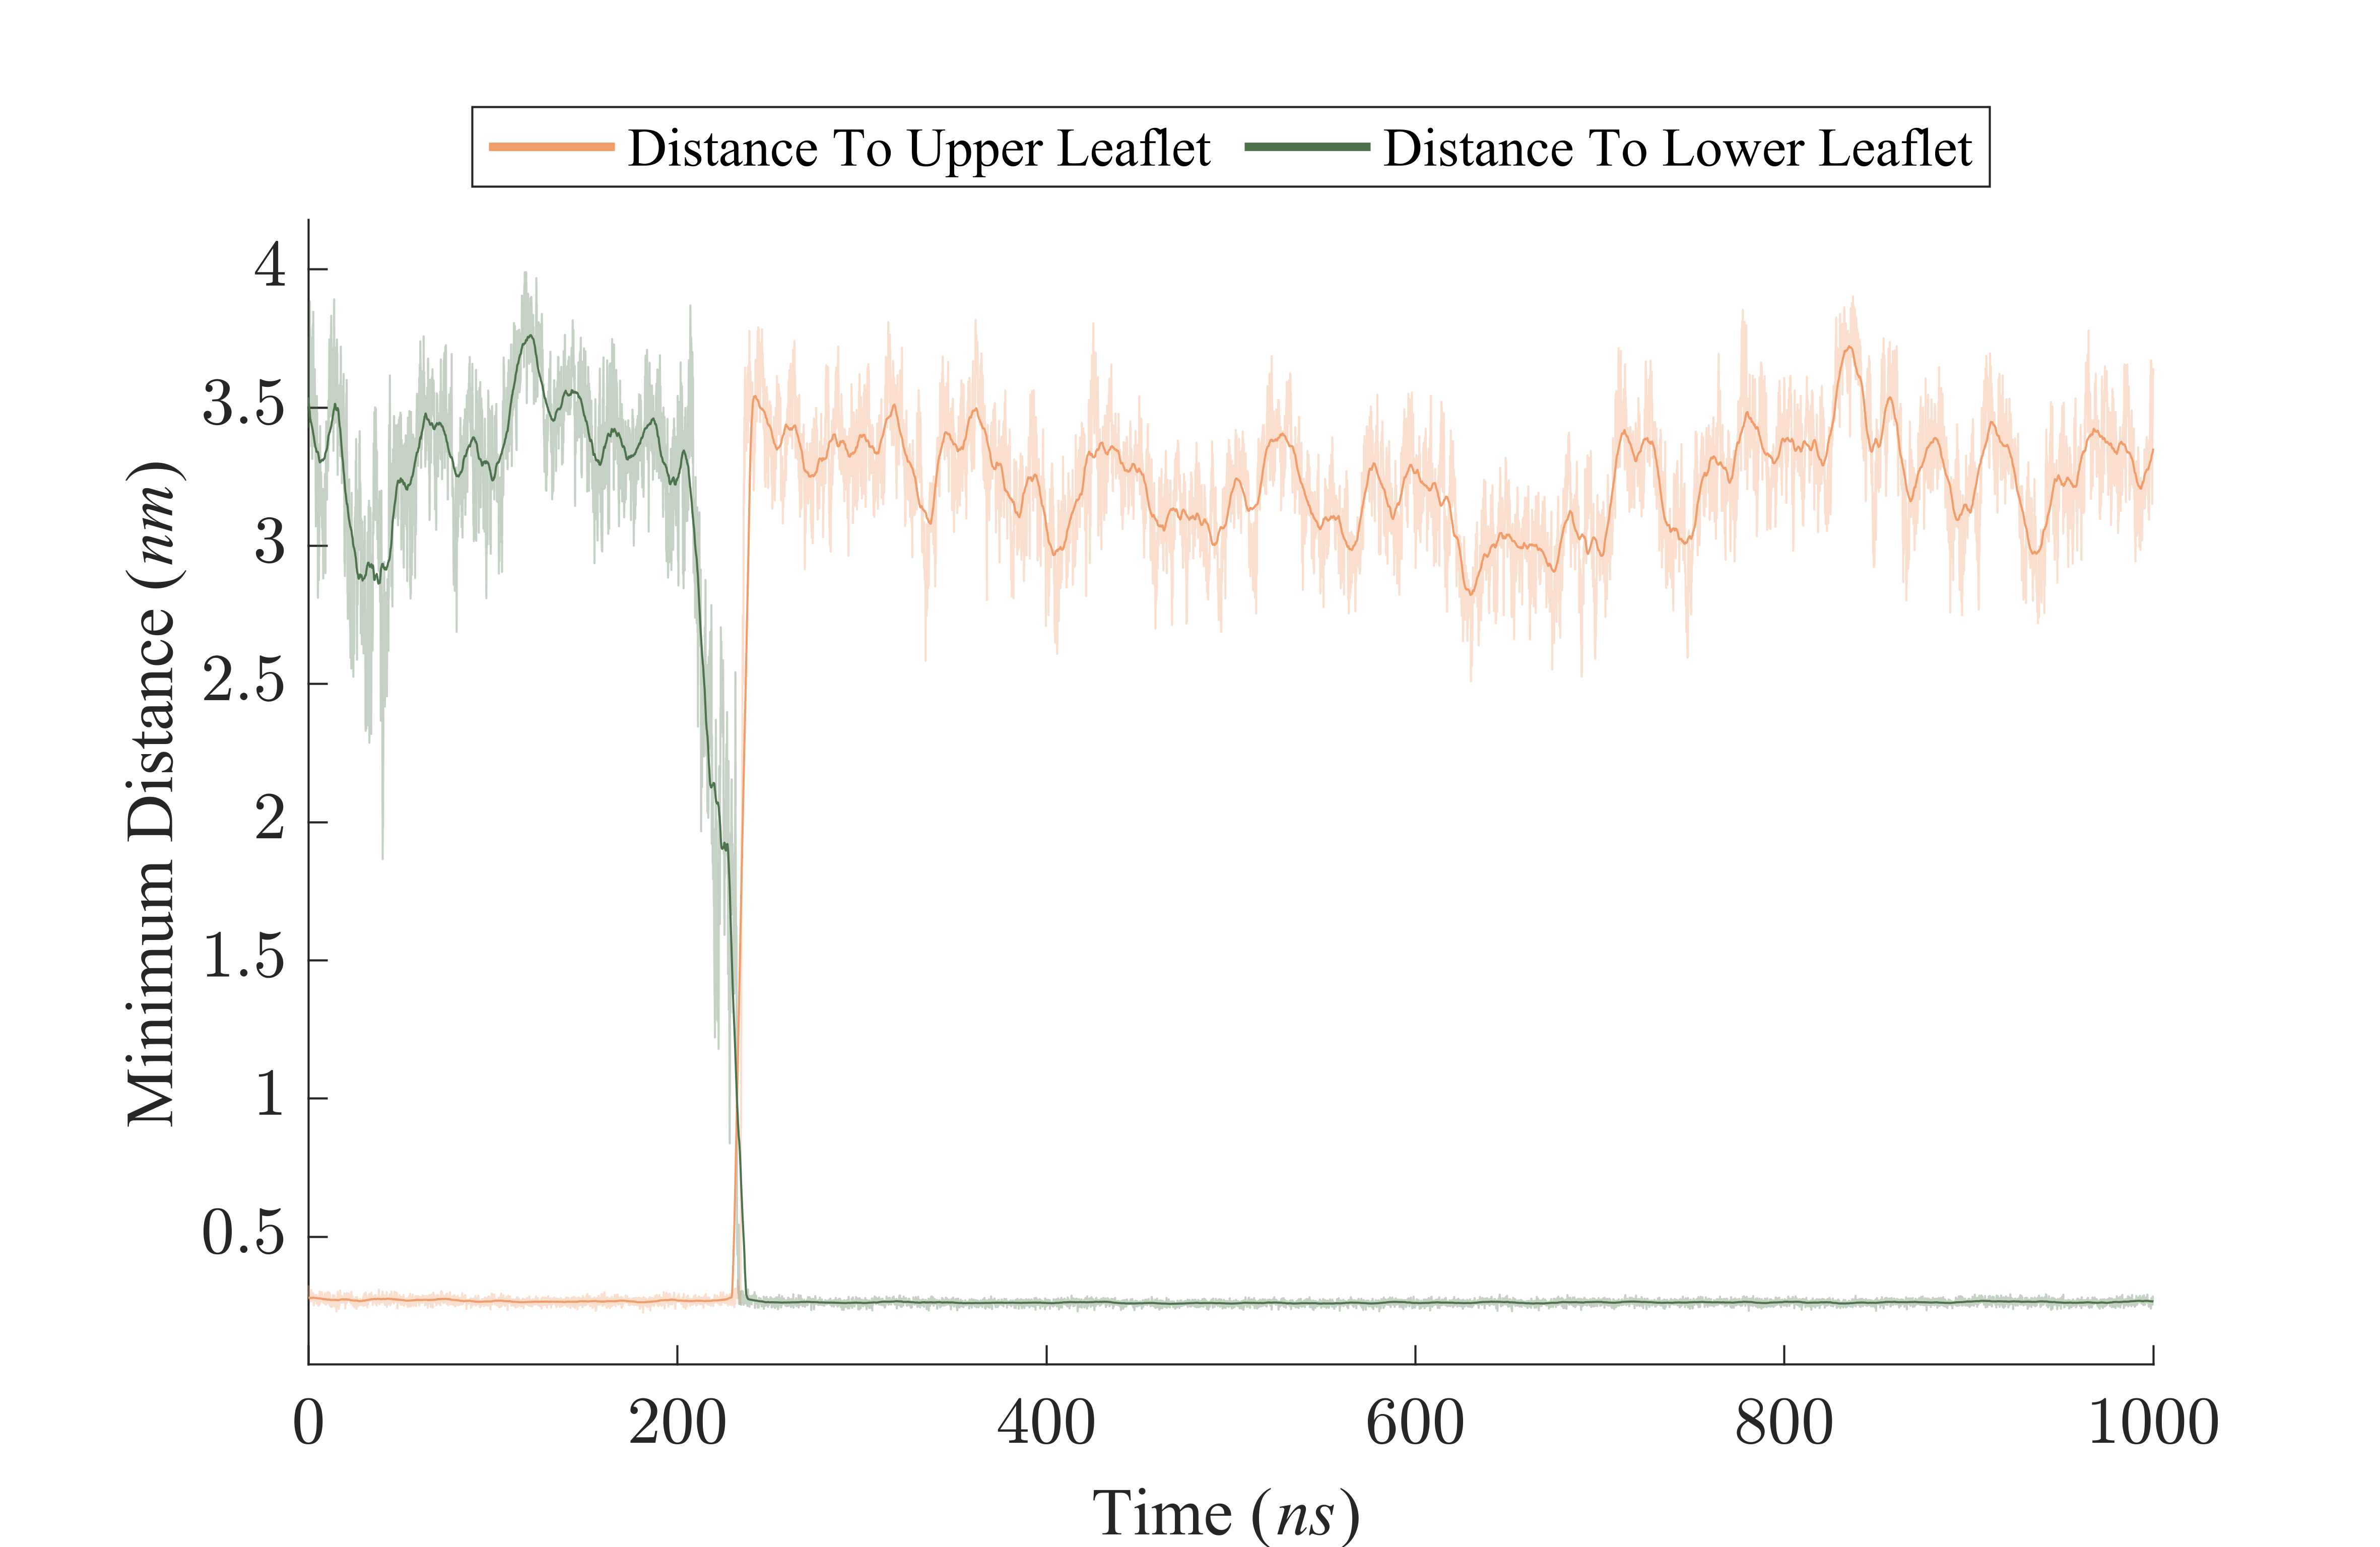 Distance To Upper Leaflet Distance To Lower Leaflet
4
3.5
3
2.5
2
1.5
1
0.5
Minimum Distance (nm)
0 200 400 600 800 1000
Time (ns)